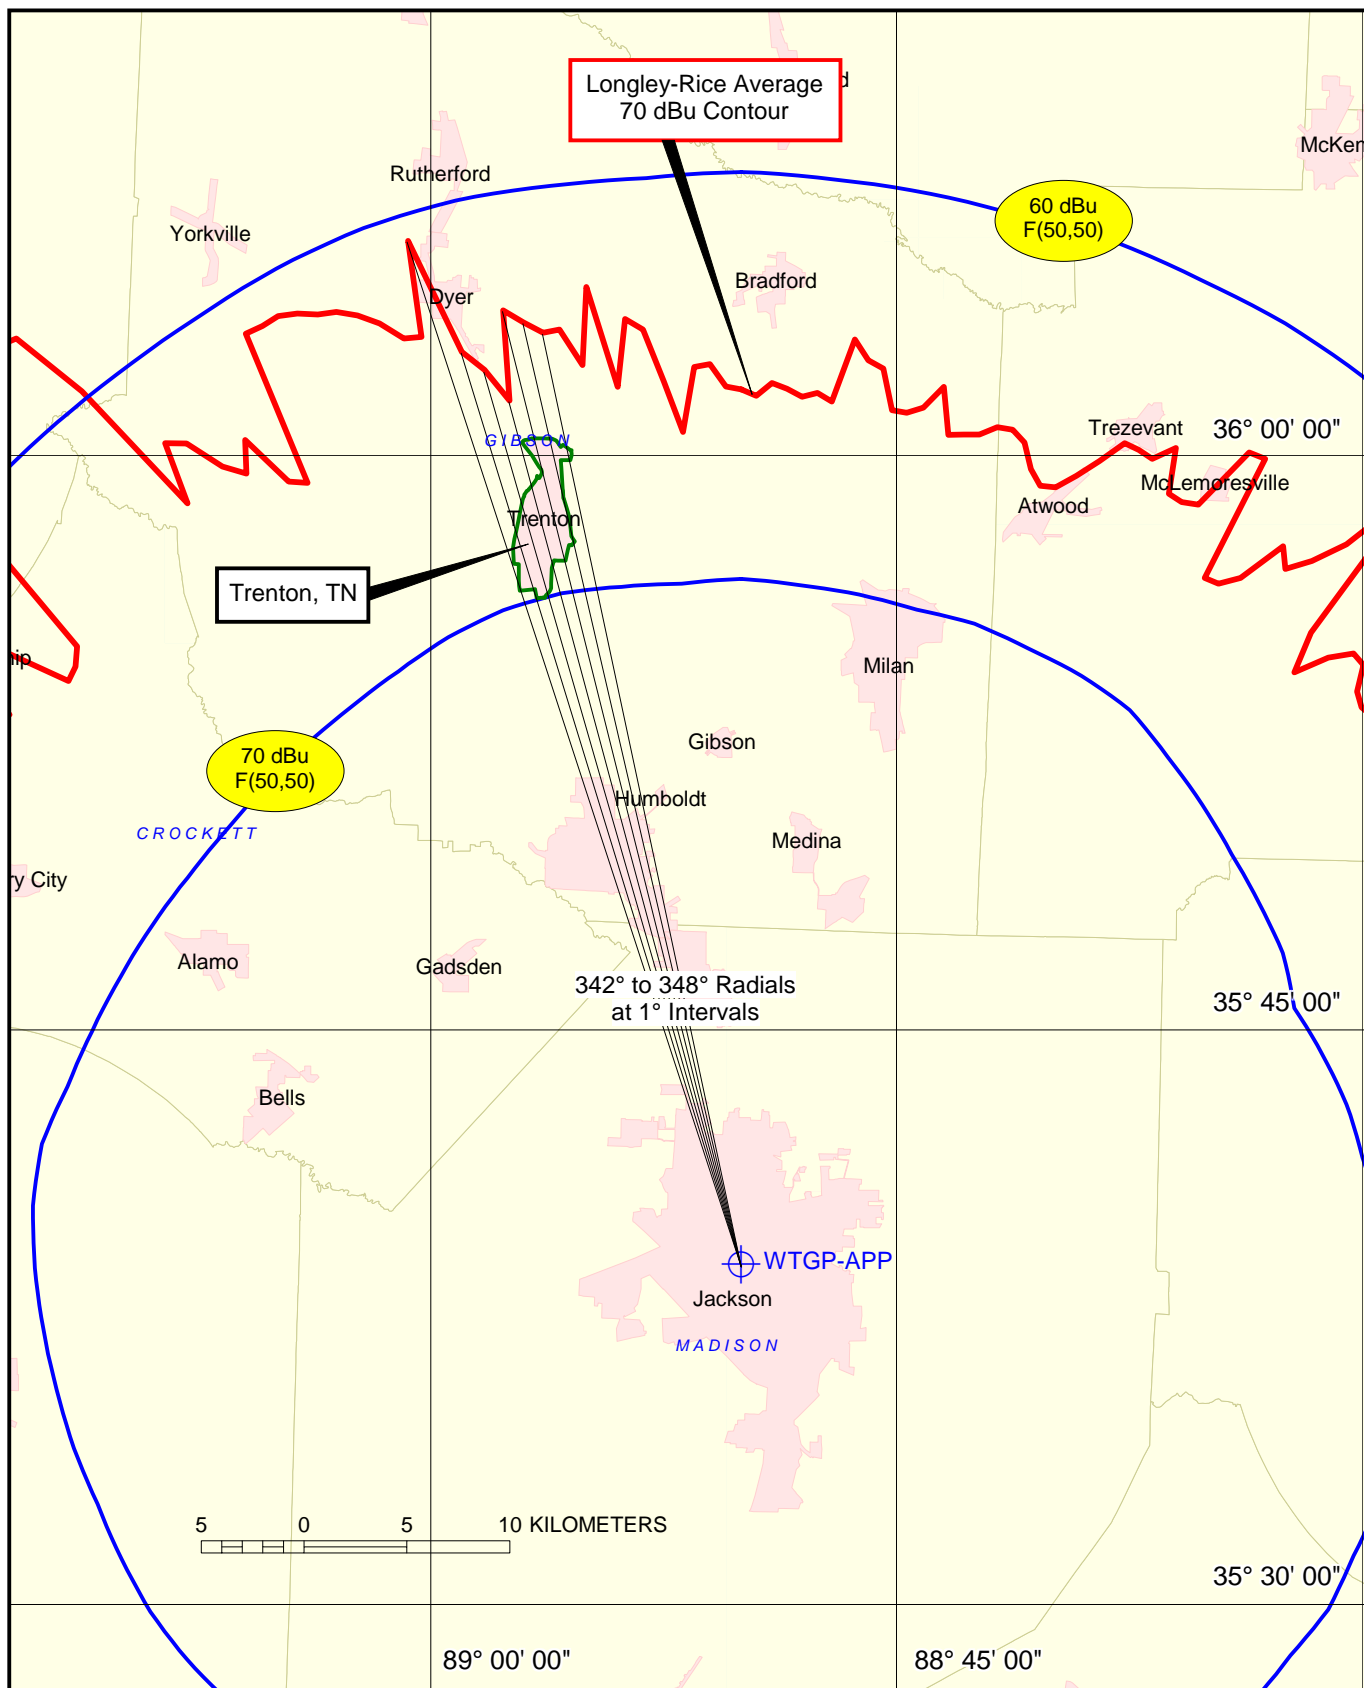 Longley-Rice Average
70 dBu Contour
d
McKen
Rutherford
60 dBu
F(50,50)
Yorkville
Bradford
Dyer
Trezevant
36° 00' 00"
GIBSON
McLemoresville
Atwood
Trenton
Trenton, TN
ip
Milan
Gibson
70 dBu
F(50,50)
Humboldt
CROCKETT
Medina
ry City
Alamo
Gadsden
342° to 348° Radials
at 1° Intervals
35° 45' 00"
Bells
WTGP-APP
Jackson
MADISON
5 0 5 10 KILOMETERS
35° 30' 00"
89° 00' 00"
88° 45' 00"